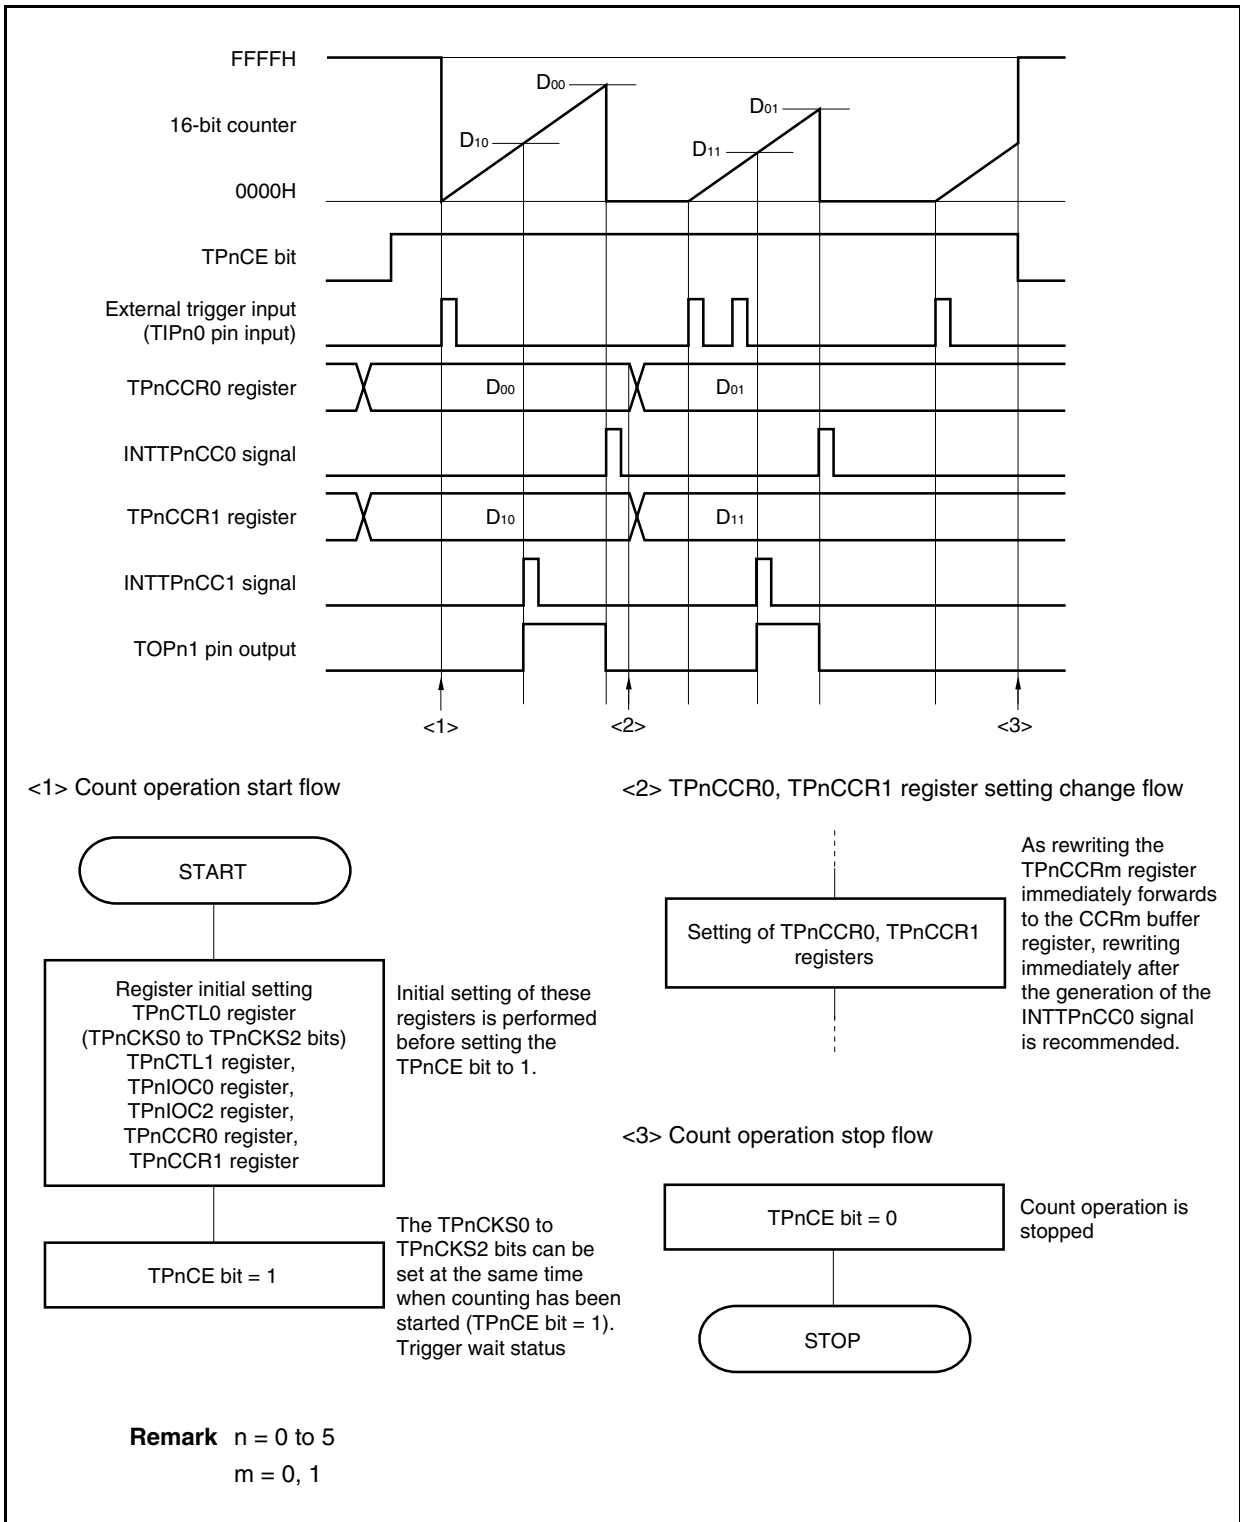 FFFFH
D00
D01
16-bit counter
D10
D11
0000H
TPnCE bit
External trigger input
(TIPn0 pin input)
TPnCCR0 register
D00
D01
INTTPnCC0 signal
TPnCCR1 register
D10
D11
INTTPnCC1 signal
TOPn1 pin output
<1>
<2>
<3>
<1> Count operation start flow
START
Register initial setting
TPnCTL0 register
(TPnCKS0 to TPnCKS2 bits)
TPnCTL1 register,
TPnIOC0 register,
TPnIOC2 register,
TPnCCR0 register,
TPnCCR1 register
Initial setting of these
registers is performed
before setting the
TPnCE bit to 1.
TPnCE bit = 1
The TPnCKS0 to
TPnCKS2 bits can be
set at the same time
when counting has been
started (TPnCE bit = 1).
Trigger wait status
<2> TPnCCR0, TPnCCR1 register setting change flow
Setting of TPnCCR0, TPnCCR1
registers
As rewriting the
TPnCCRm register
immediately forwards
to the CCRm buffer
register, rewriting
immediately after
the generation of the
INTTPnCC0 signal
is recommended.
<3> Count operation stop flow
TPnCE bit = 0
Count operation is
stopped
STOP
Remark n = 0 to 5
m = 0, 1